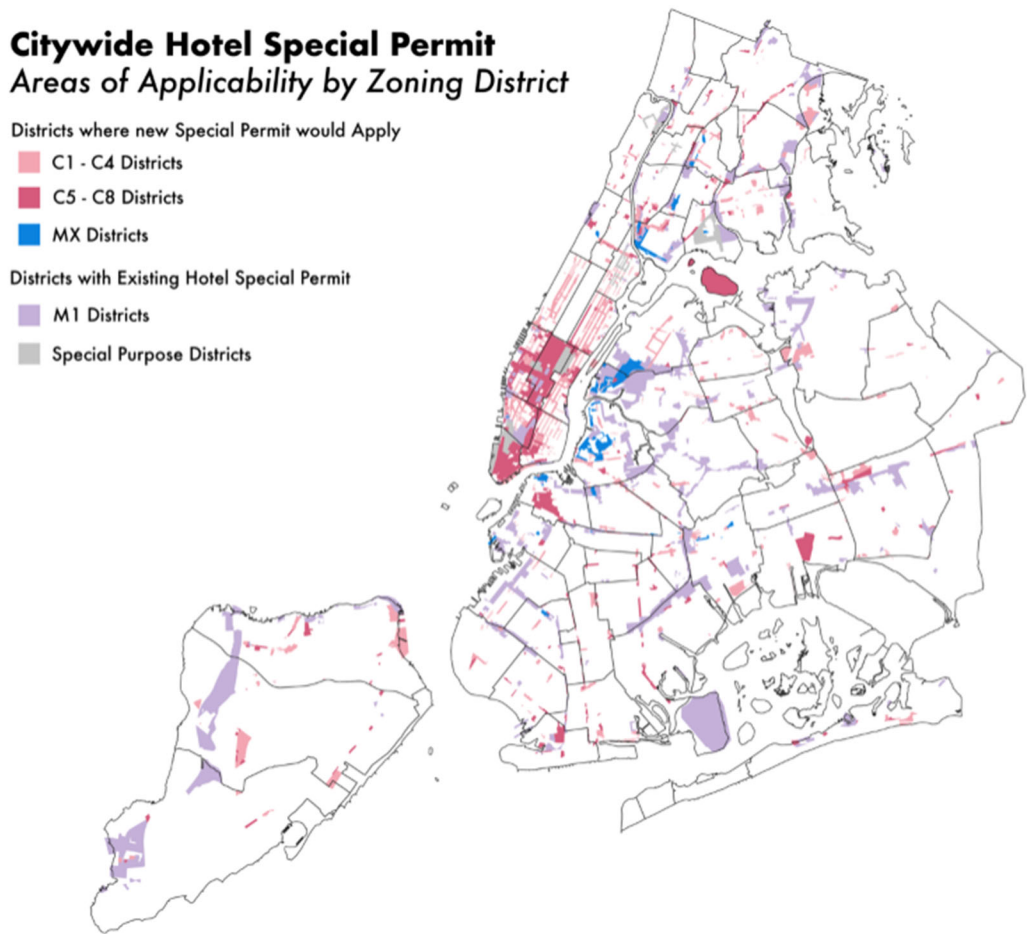 Citywide Hotel Special Permit
Areas of Applicability by Zoning District
Districts where new Special Permit would Apply
C1 - C4 Districts
C5 - C8 Districts
MX Districts
Districts with Existing Hotel Special Permit
M1 Districts
Special Purpose Districts